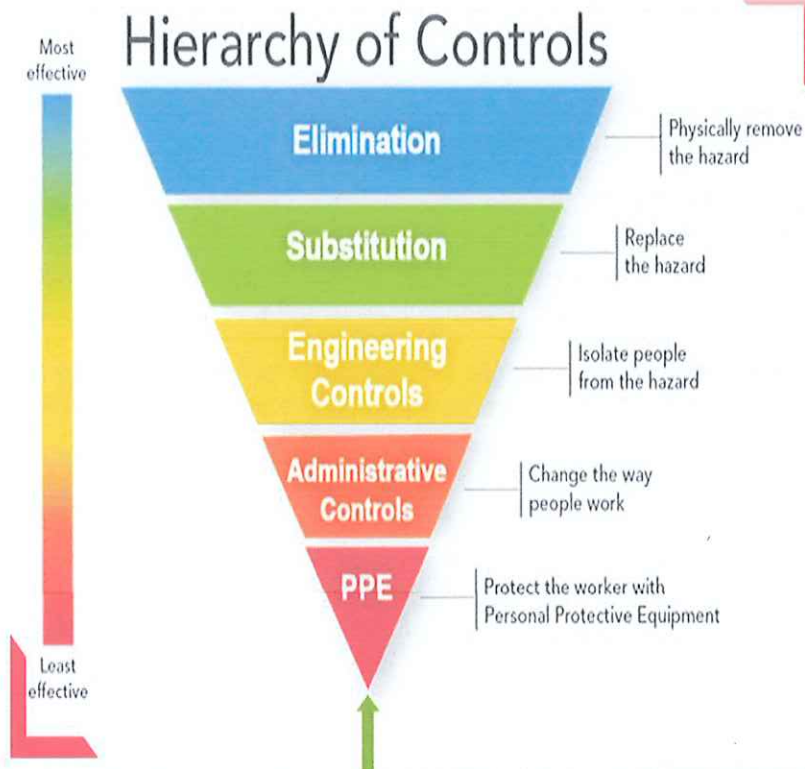 Hierarchy of Controls
Most
effective
Elimination
Physically remove
the hazard
Substitution
Replace
the hazard
Engineering
Controls
Isolate people
from the hazard
Administrative
Controls
Change the way
people work
PPE
Protect the worker with
Personal Protective Equipment
Least
effective